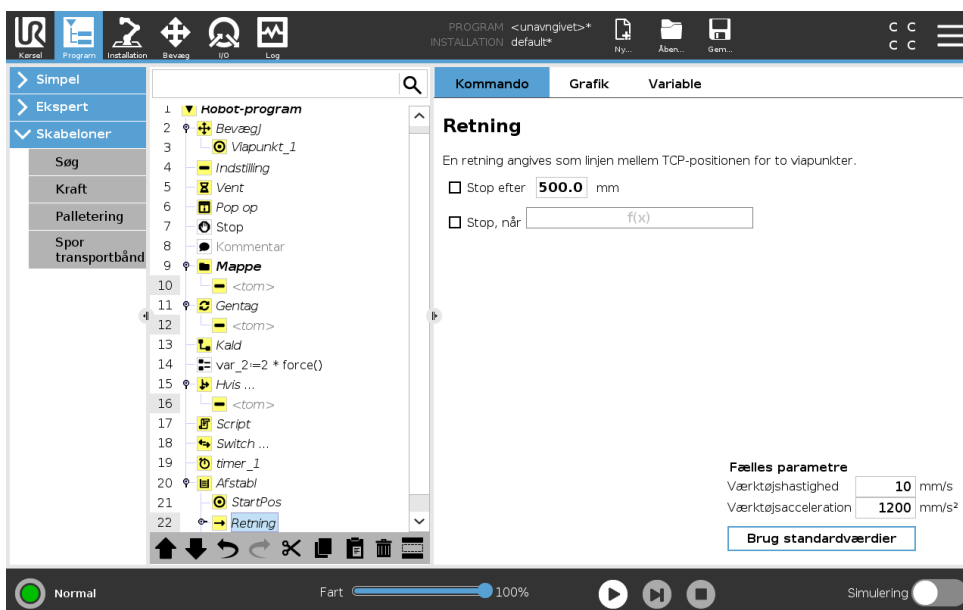 UR
PROGRAM <unavngivet>*
INSTALLATION default*
Kørsel
Program
Installation
Bevæg
I/O
Log
Ny...
Åben...
Gem...
C C
C C
Simpel
Ekspert
Skabeloner
Søg
Kraft
Palletering
Spor
transportbånd
1 Robot-program
2 BevægJ
3 Viapunkt_1
4 Indstilling
5 Vent
6 Pop op
7 Stop
8 Kommentar
9 Mappe
10 <tom>
11 Gentag
12 <tom>
13 Kald
14 var_2:=2 * force()
15 Hvis ...
16 <tom>
17 Script
18 Switch ...
19 timer_1
20 Afstabl
21 StartPos
22 Retning
Kommando
Grafik
Variable
Retning
En retning angives som linjen mellem TCP-positionen for to viapunkter.
Stop efter 500.0 mm
Stop, når f(x)
Fælles parametre
Værktøjshastighed 10 mm/s
Værktøjsacceleration 1200 mm/s²
Brug standardværdier
Normal
Fart 100%
Simulering